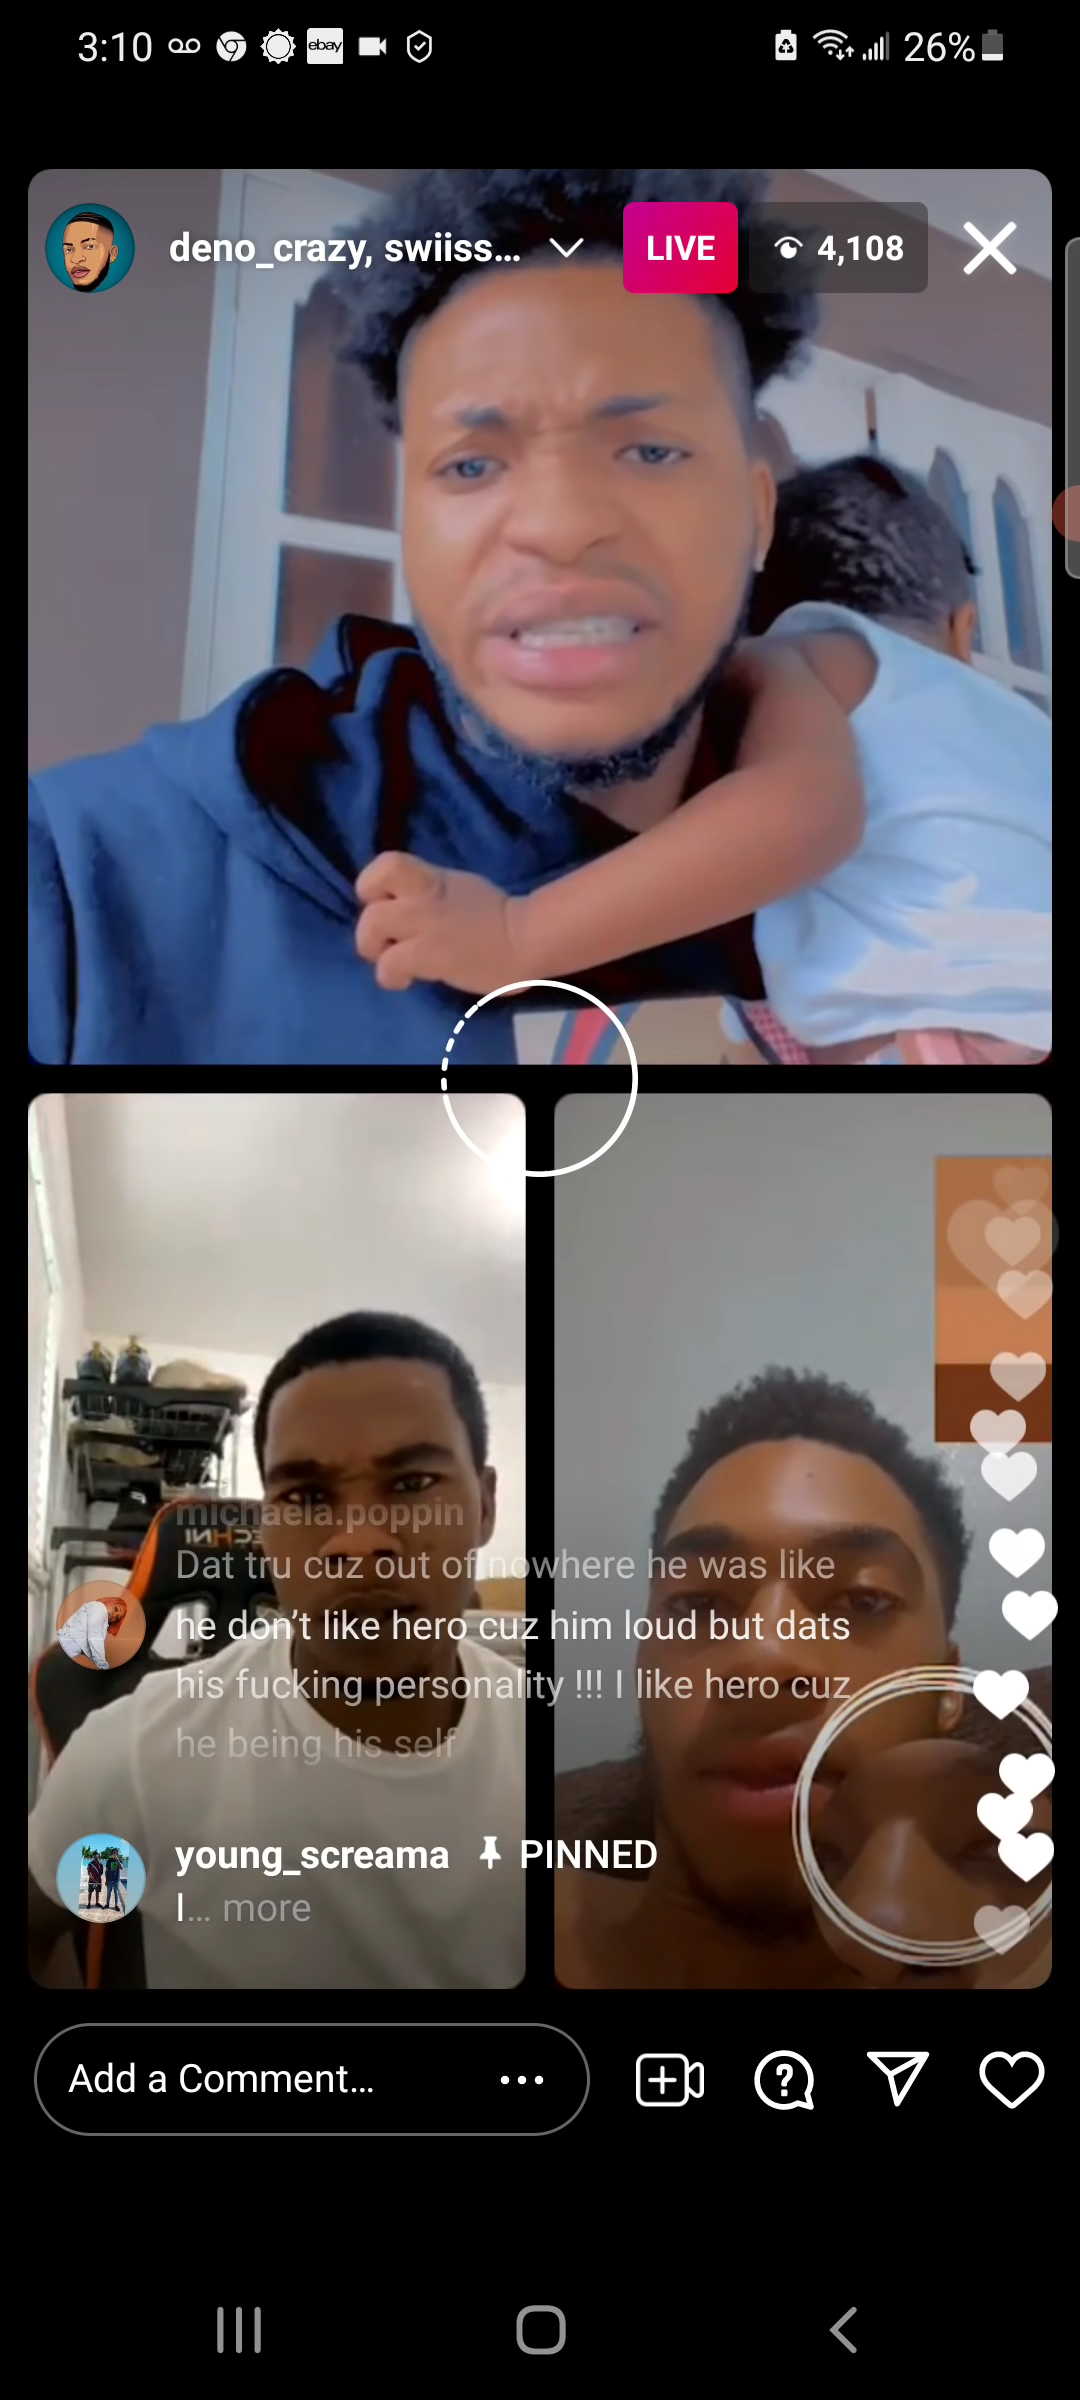 3:10 ebay 26%
deno_crazy, swiiss... LIVE 4,108
michaela.poppin
Dat tru cuz out of nowhere he was like
he don't like hero cuz him loud but dats
his fucking personality !!! I like hero cuz
he being his self
young_screama PINNED
I... more
Add a Comment...